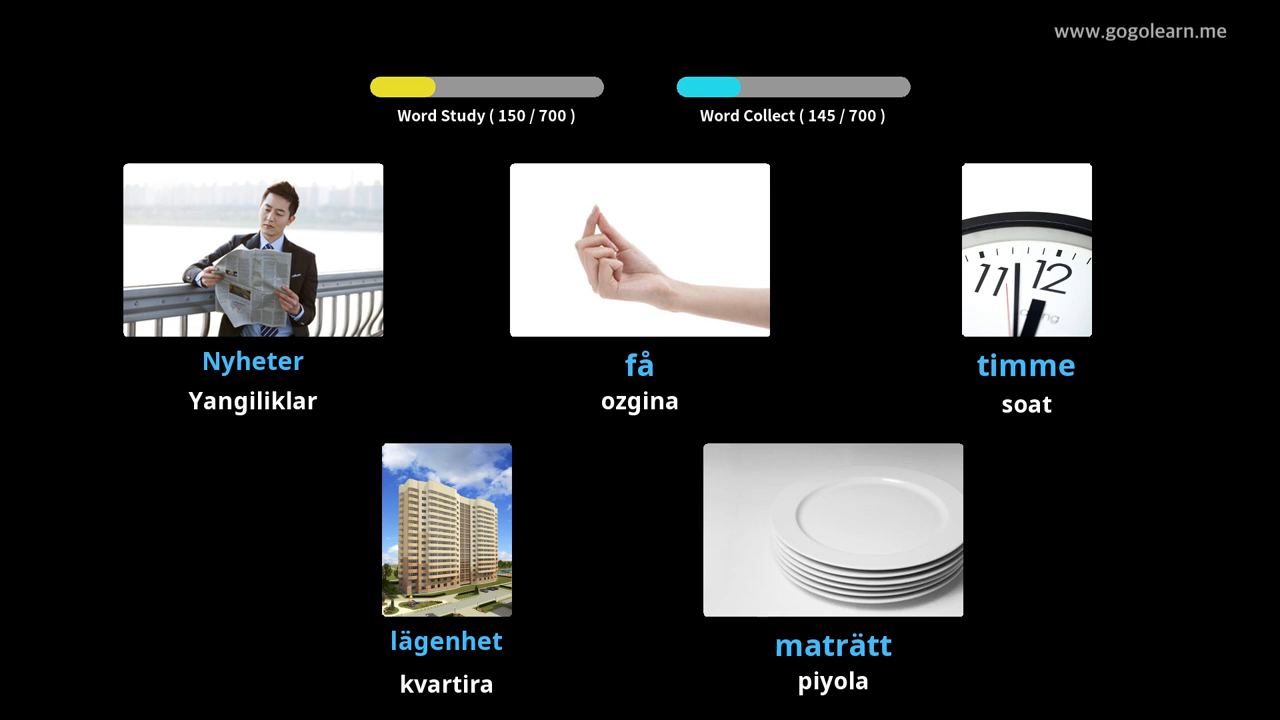 www.gogolearn.me
Word Study ( 150 / 700 )
Word Collect ( 145 / 700 )
11 12
Nyheter
Yangiliklar
få
ozgina
timme
soat
lägenhet
kvartira
maträtt
piyola